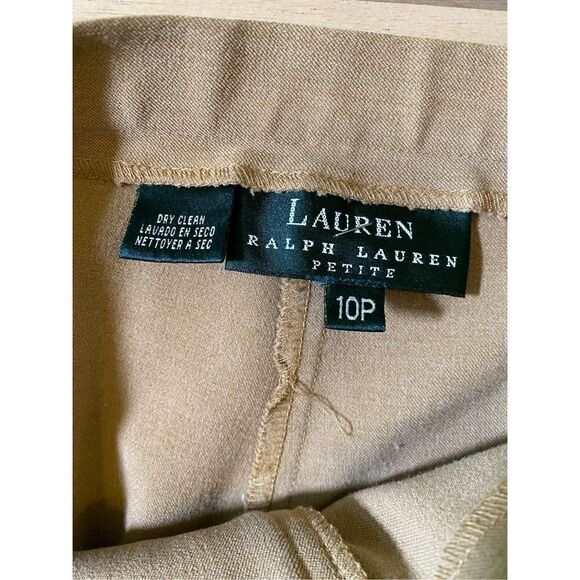 DRY CLEAN
LAVADO EN SECO
NETTOYER A SEC
LAUREN
RALPH LAUREN
PETITE
10P